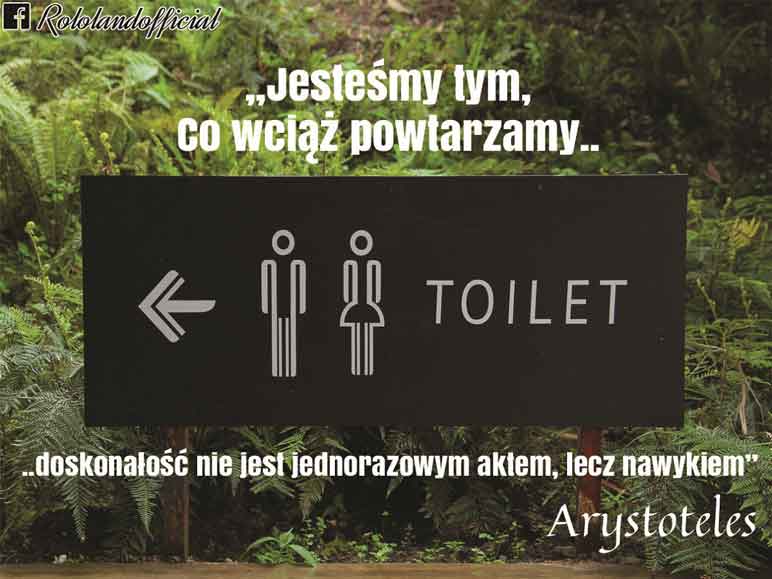 Rololandofficial
„Jesteśmy tym,
Co wciąż powtarzamy..
TOILET
..doskonałość nie jest jednorazowym aktem, lecz nawykiem”
Arystoteles